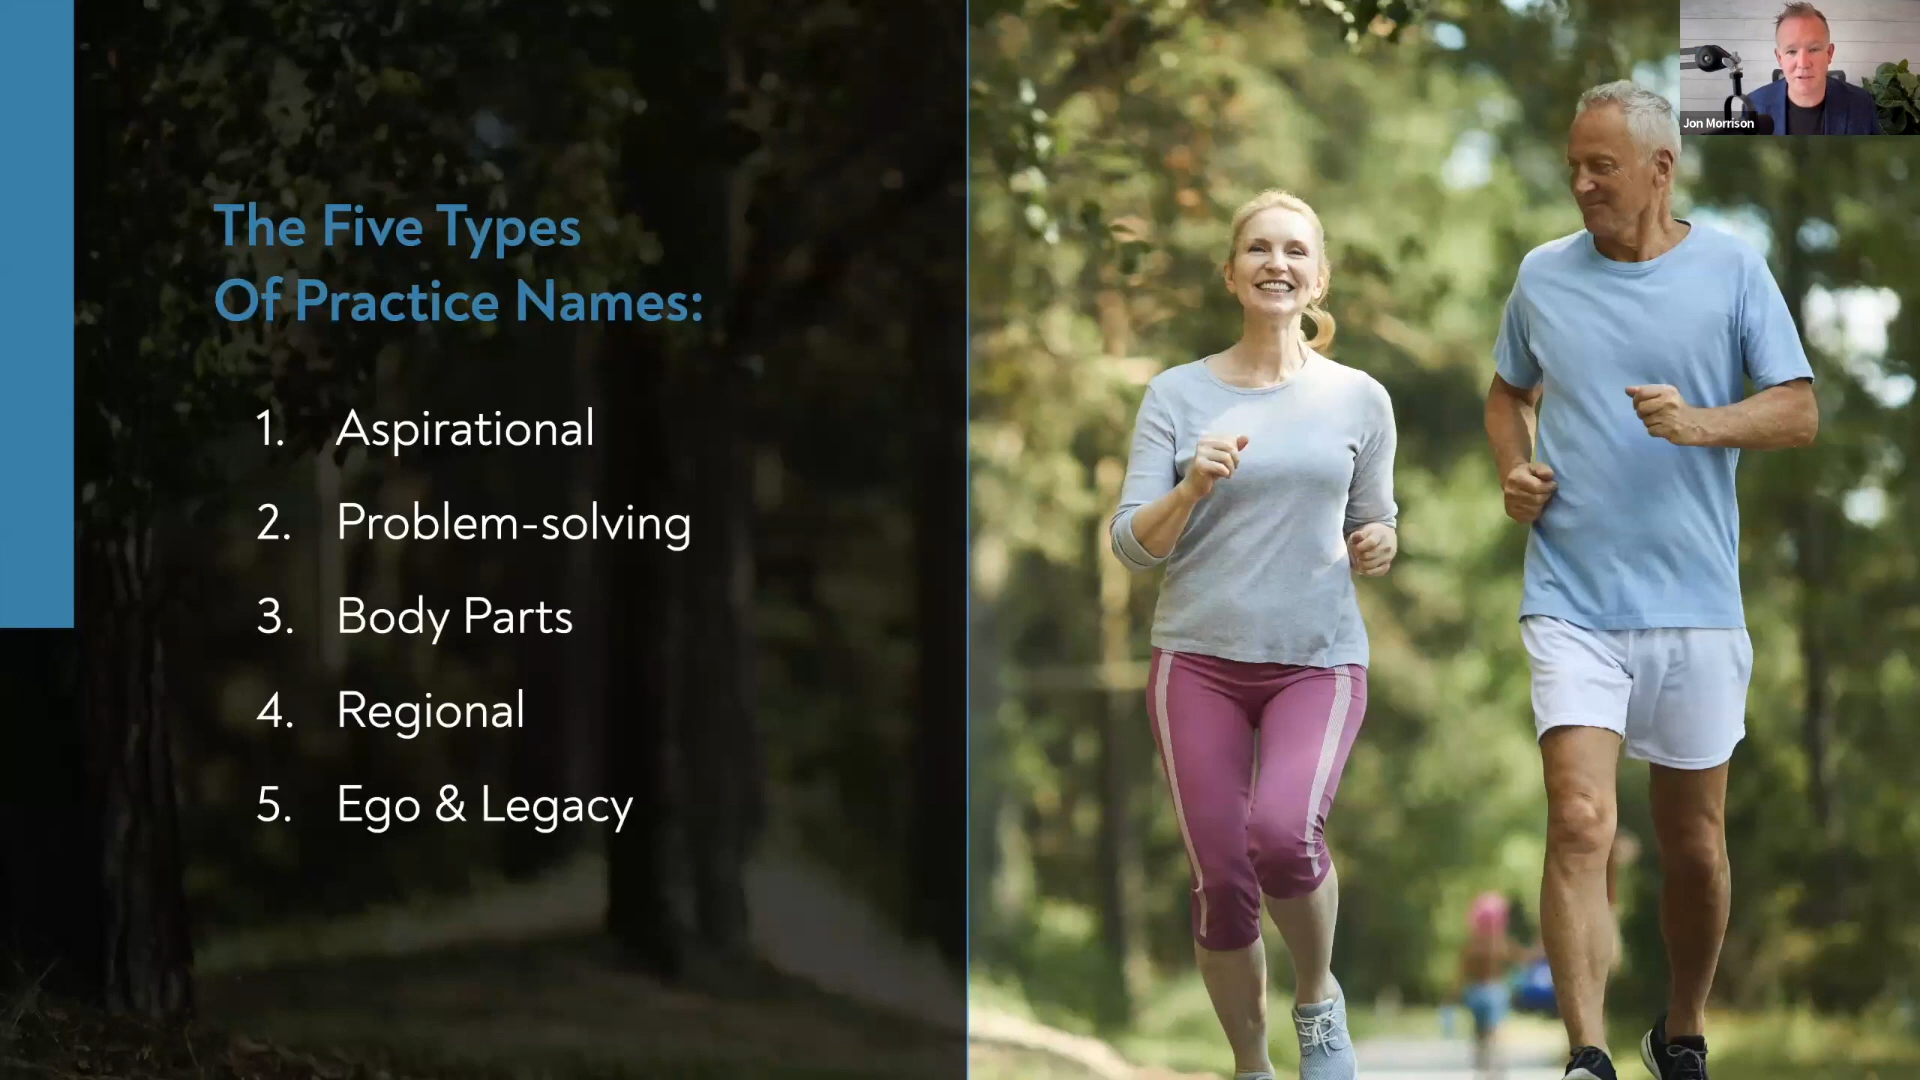 The Five Types
Of Practice Names:
1. Aspirational
2. Problem-solving
3. Body Parts
4. Regional
5. Ego & Legacy
Jon Morrison